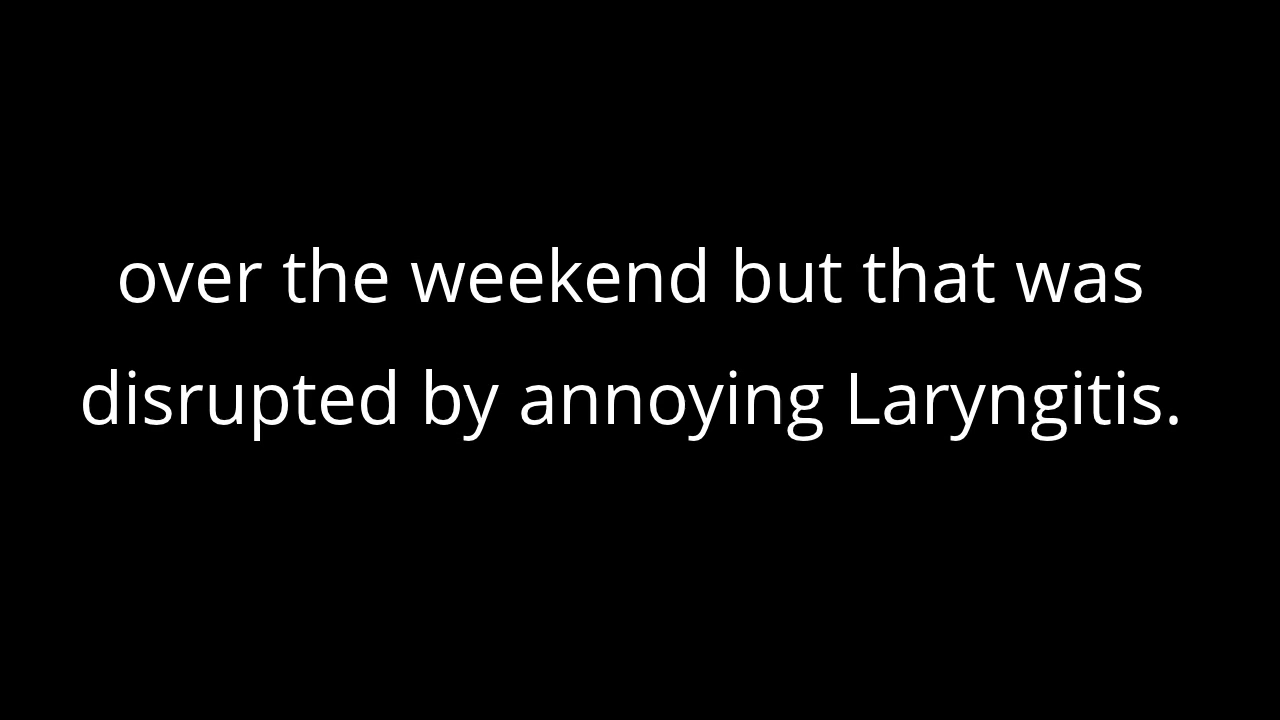 over the weekend but that was
disrupted by annoying Laryngitis.